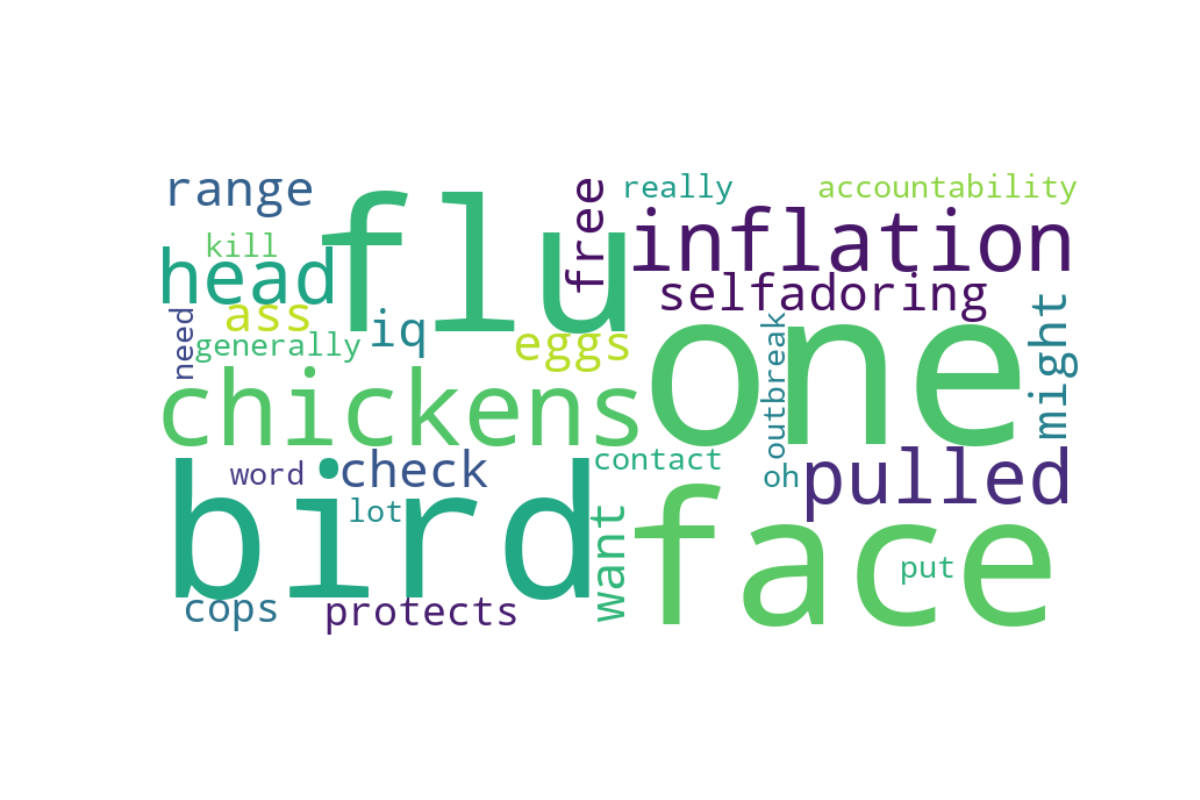 range
flu
free
really
accountability
kill
head
inflation
selfadoring
ass
iq
eggs
need
generally
one
outbreak
might
chickens
word
check
contact
oh
pulled
bird
lot
want
face
put
cops
protects